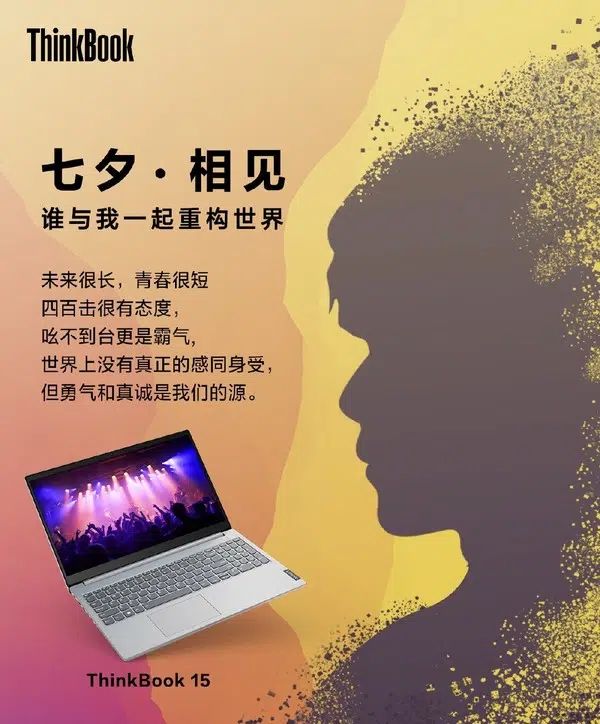 ThinkBook
七夕·相见
谁与我一起重构世界
未来很长，青春很短
四百击很有态度，
吆不到台更是霸气，
世界上没有真正的感同身受，
但勇气和真诚是我们的源。
ThinkBook 15